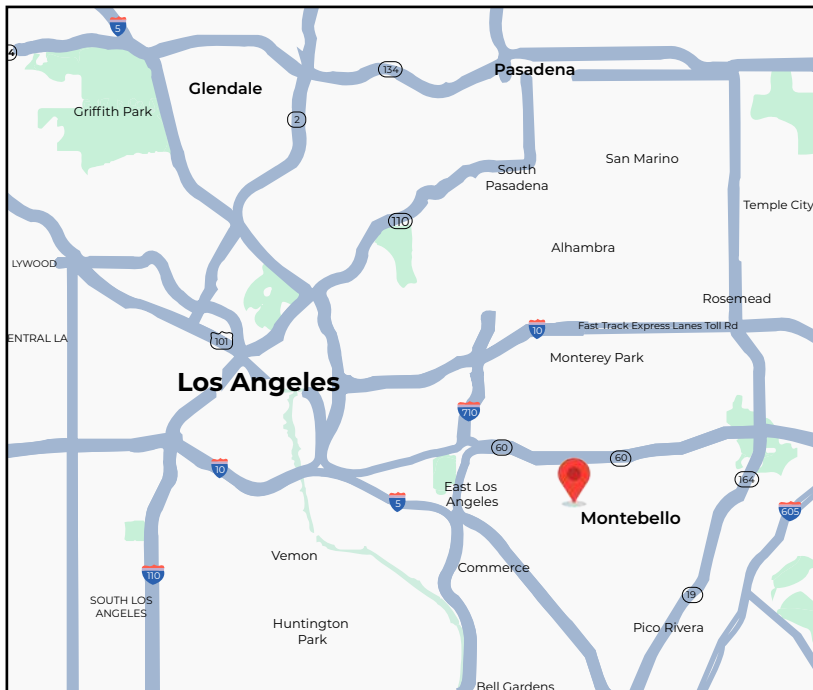 5
4
134
Pasadena
Glendale
Griffith Park
2
San Marino
South
Pasadena
Temple City
110
Alhambra
LYWOOD
Rosemead
Fast Track Express Lanes Toll Rd
10
ENTRAL LA
101
Monterey Park
Los Angeles
710
60
60
10
164
East Los
Angeles
5
605
Montebello
Vernon
Commerce
110
19
SOUTH LOS
ANGELES
Huntington
Park
Pico Rivera
Bell Gardens